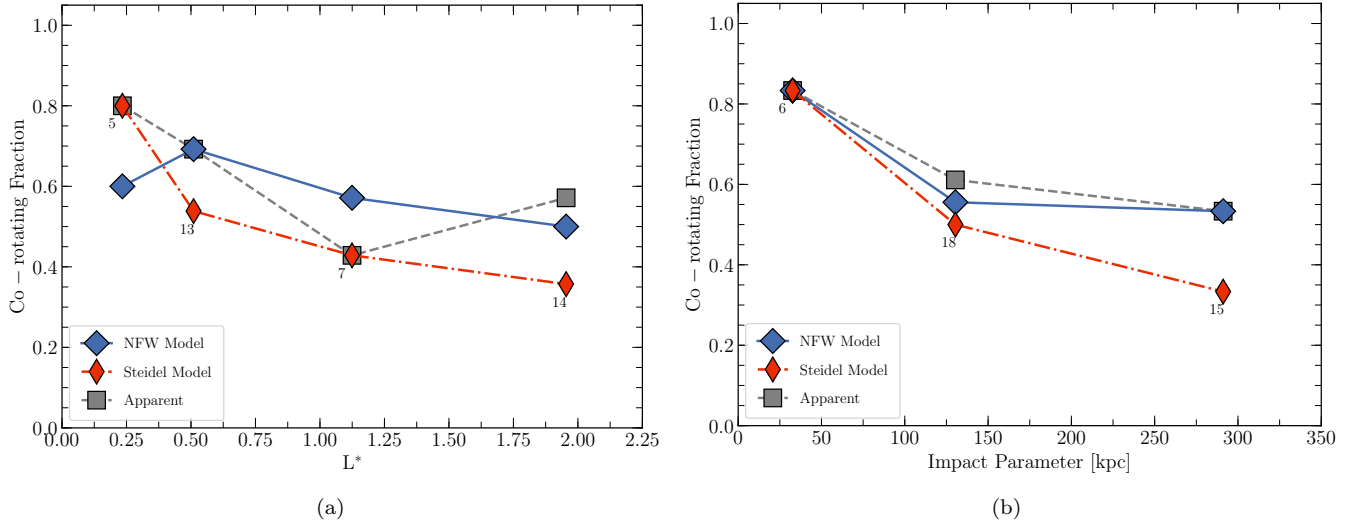 1.0
0.8
0.6
0.4
0.2
0.0
Co – rotating Fraction
5
13
7
14
NFW Model
Steidel Model
Apparent
0.00 0.25 0.50 0.75 1.00 1.25 1.50 1.75 2.00 2.25
L*
(a)
1.0
0.8
0.6
0.4
0.2
0.0
Co – rotating Fraction
6
18
15
NFW Model
Steidel Model
Apparent
0 50 100 150 200 250 300 350
Impact Parameter [kpc]
(b)